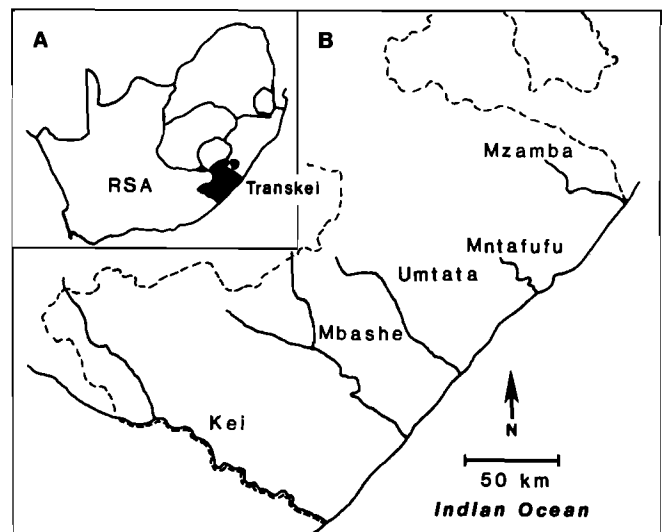 A
B
RSA
Transkei
Mzamba
Mntafufu
Umtata
Mbashe
Kei
N
50 km
Indian Ocean